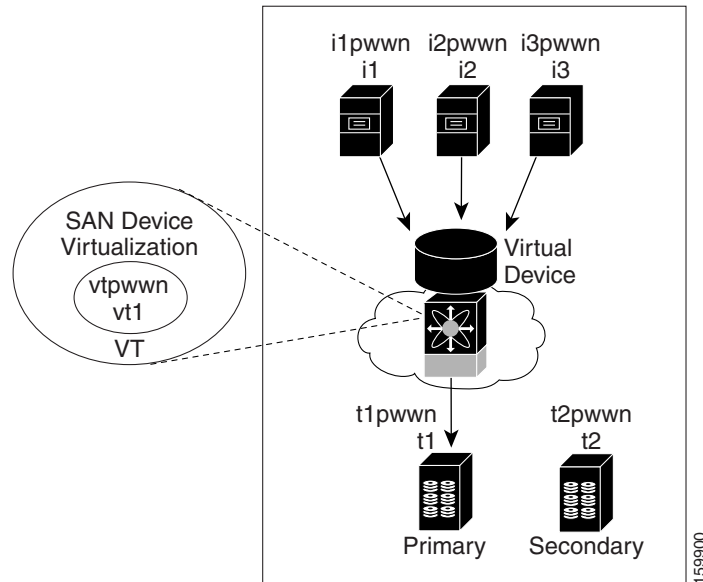 i1pwwn i2pwwn i3pwwn
i1 i2 i3
SAN Device
Virtualization
vtpwwn
vt1
VT
Virtual
Device
t1pwwn t2pwwn
t1 t2
Primary Secondary
159900